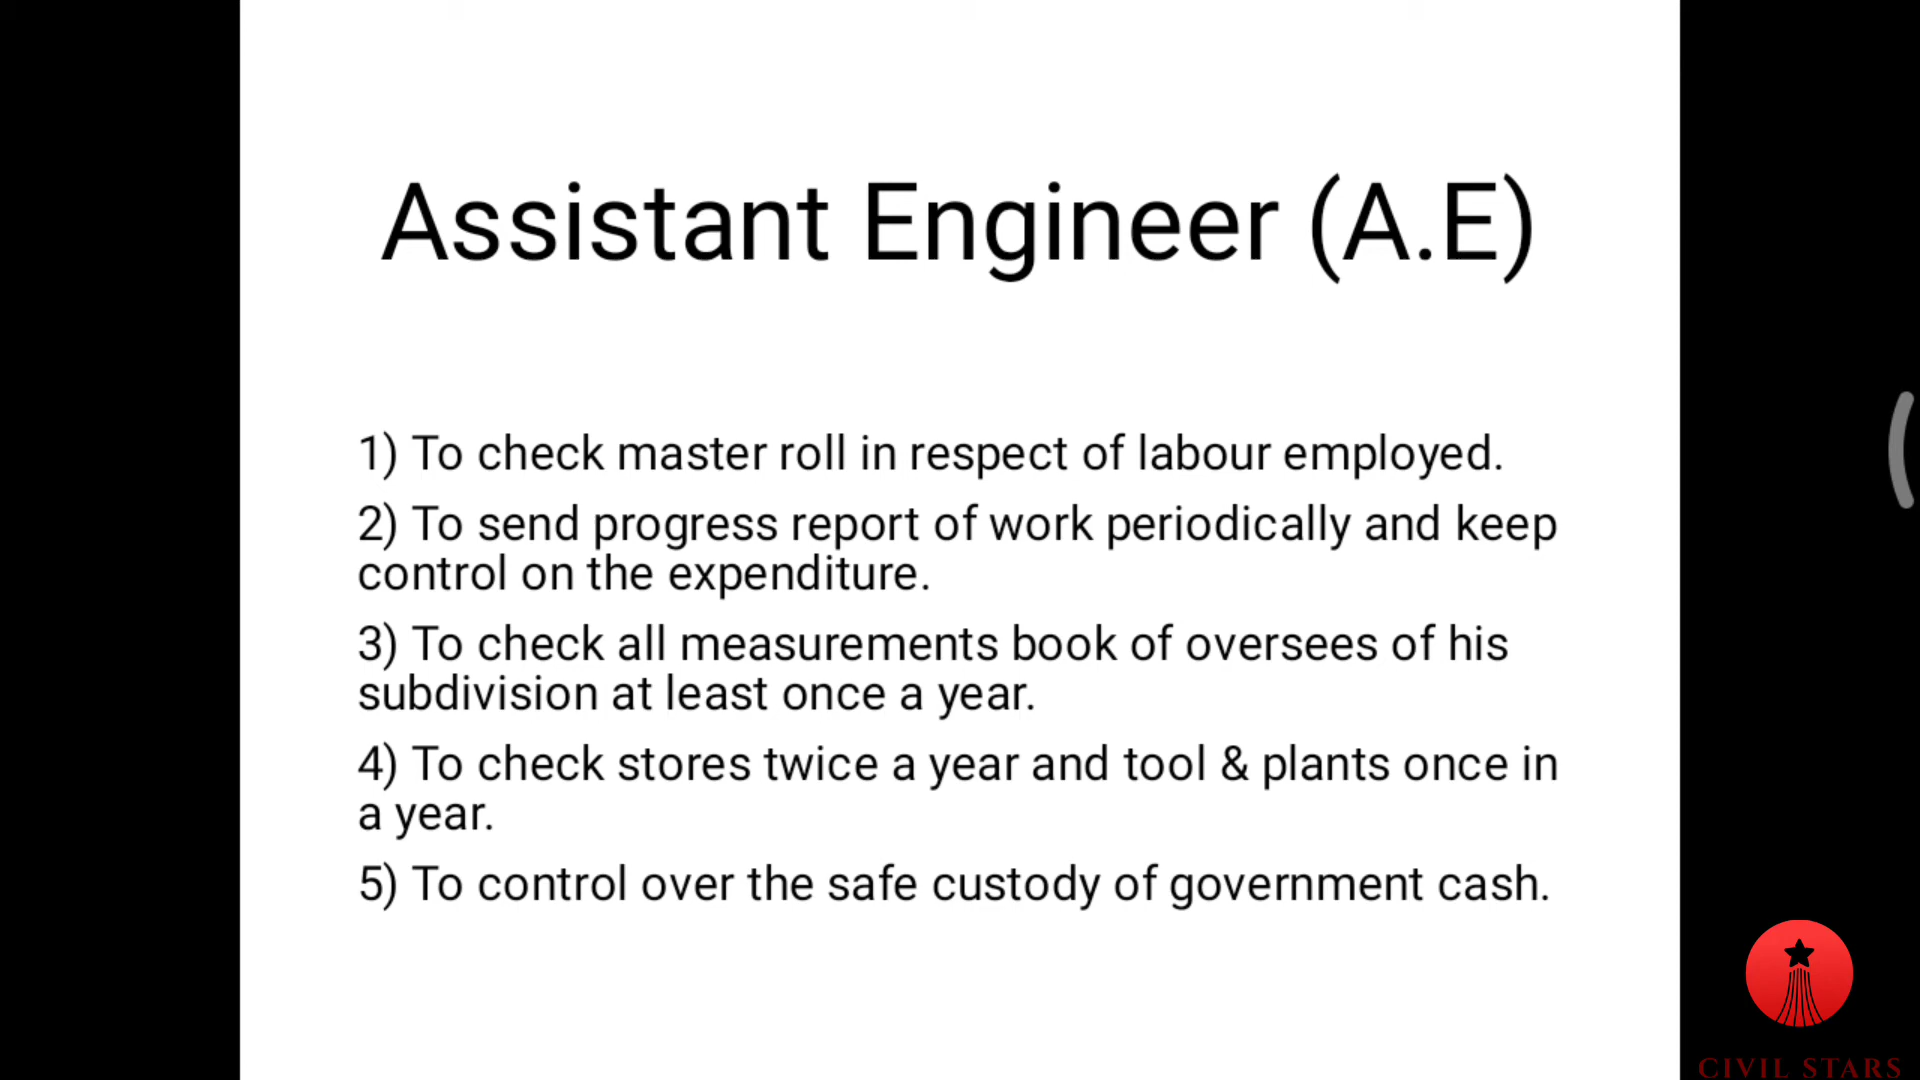 Assistant Engineer (A.E)
1) To check master roll in respect of labour employed.
2) To send progress report of work periodically and keep
control on the expenditure.
3) To check all measurements book of oversees of his
subdivision at least once a year.
4) To check stores twice a year and tool & plants once in
a year.
5) To control over the safe custody of government cash.
CIVIL STARS